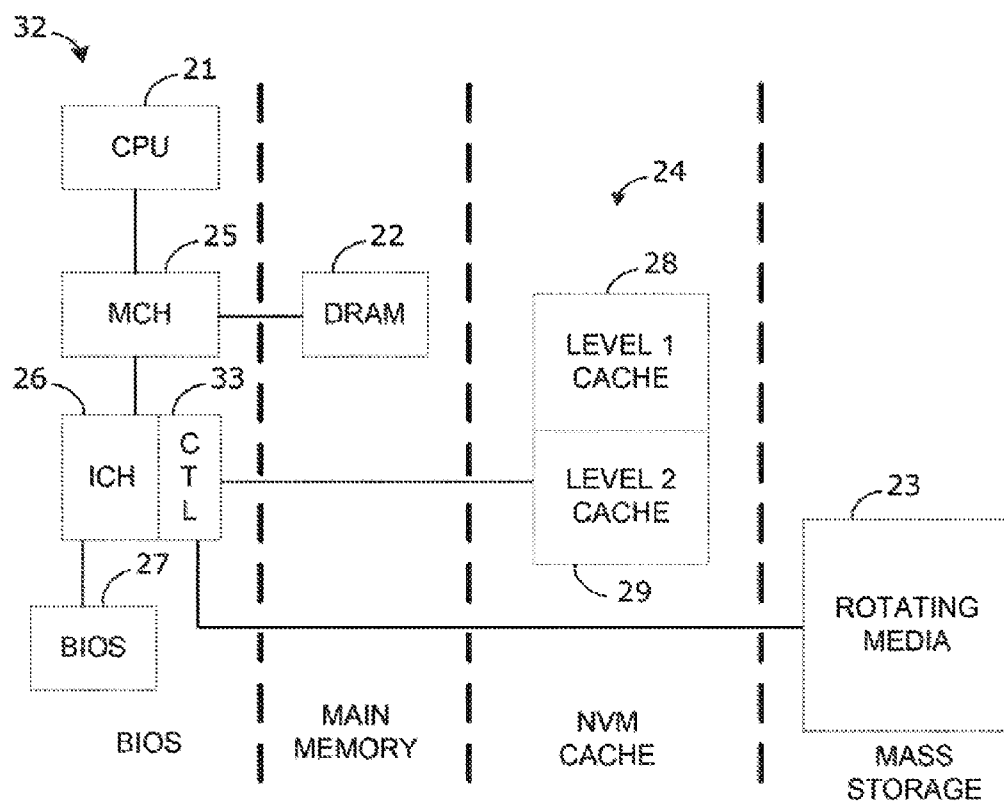 32
21
CPU
24
25
22
28
MCH
DRAM
LEVEL 1
CACHE
26
33
ICH
C
T
L
LEVEL 2
CACHE
23
27
29
BIOS
ROTATING
MEDIA
BIOS
MAIN
MEMORY
NVM
CACHE
MASS
STORAGE